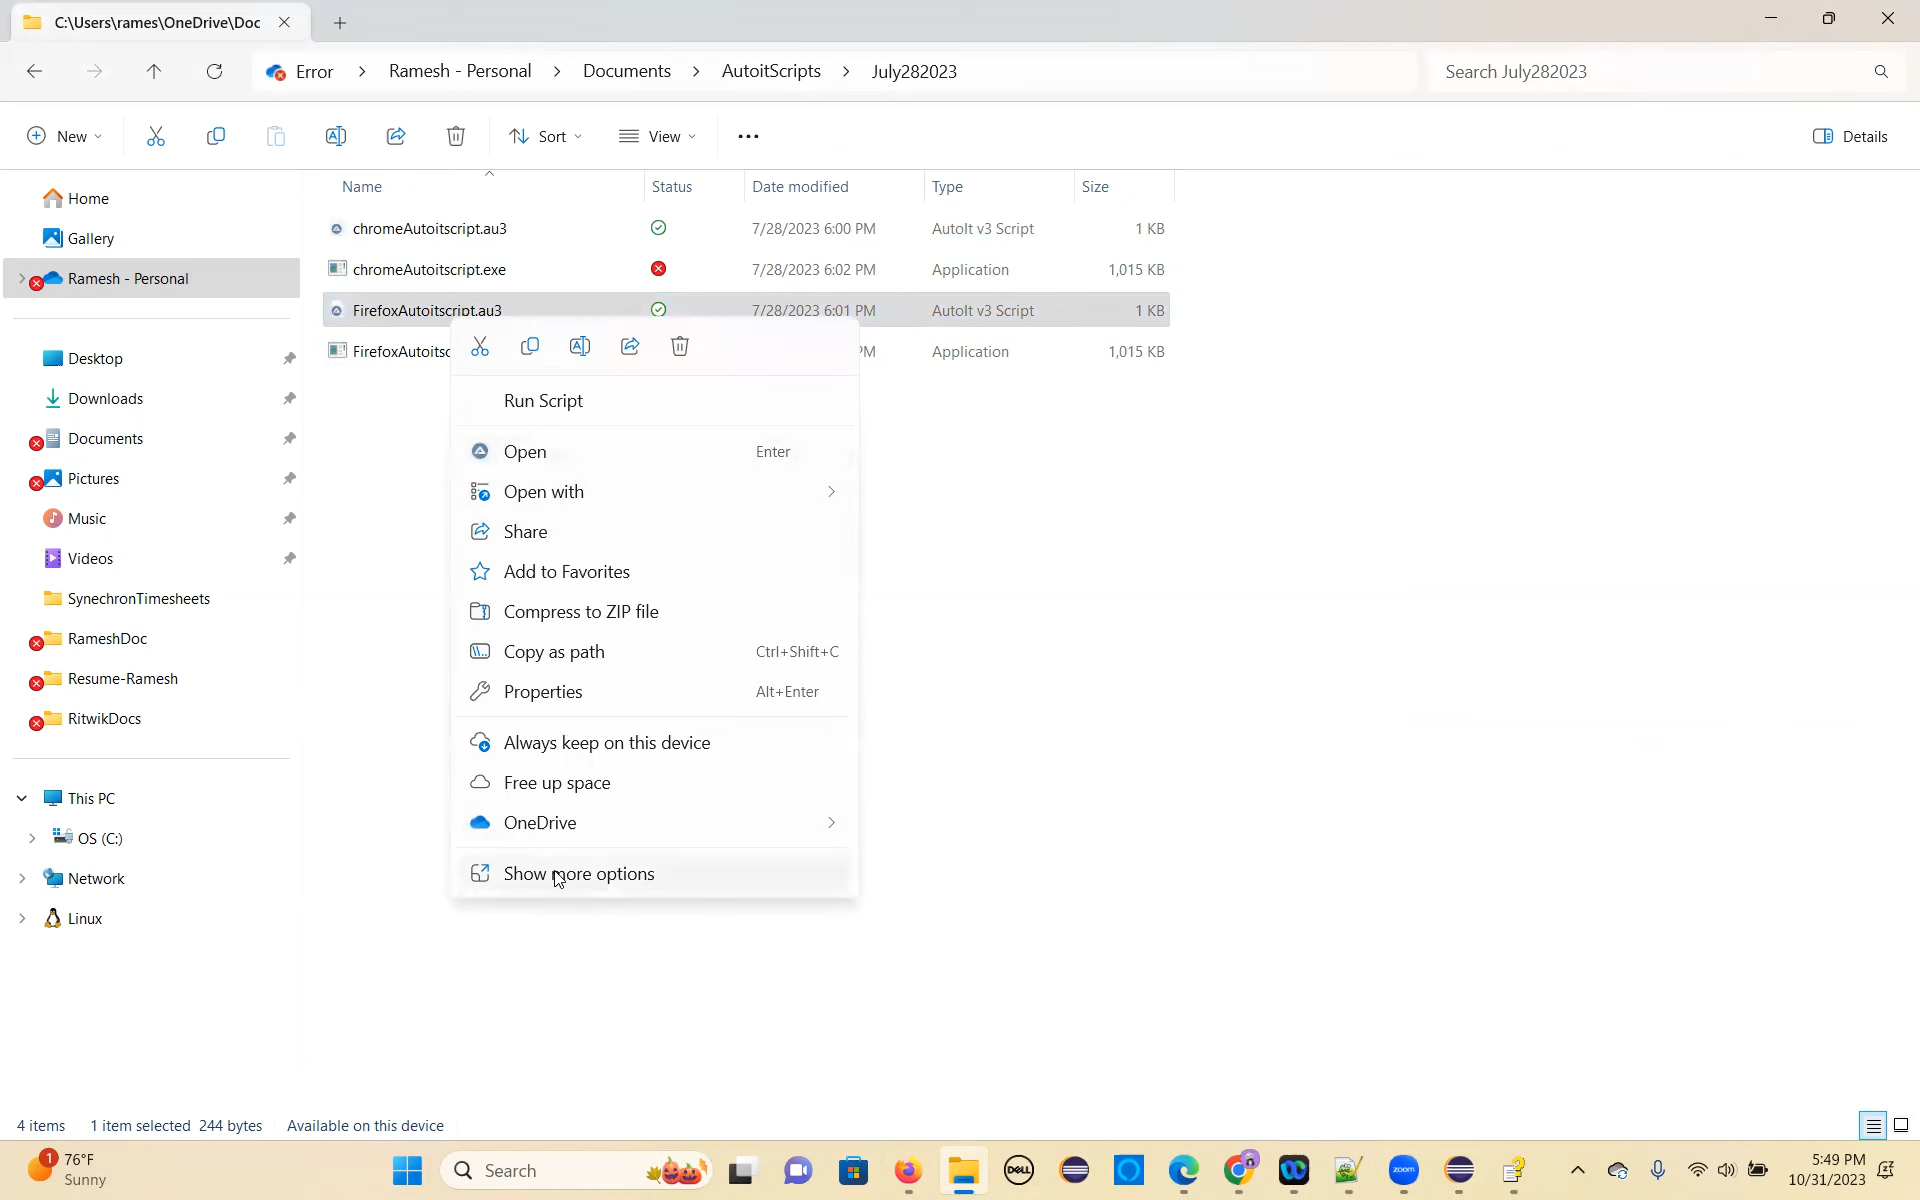 C:\Users\rames\OneDrive\Doc
Error
Ramesh - Personal
Documents
AutoitScripts
July282023
Search July282023
New
Sort
View
Details
Name
Status
Date modified
Type
Size
Home
Gallery
Ramesh - Personal
Desktop
Downloads
Documents
Pictures
Music
Videos
SynechronTimesheets
RameshDoc
Resume-Ramesh
RitwikDocs
This PC
OS (C:)
Network
Linux
chromeAutoitscript.au3 7/28/2023 6:00 PM AutoIt v3 Script 1 KB
chromeAutoitscript.exe 7/28/2023 6:02 PM Application 1,015 KB
FirefoxAutoitscript.au3 7/28/2023 6:01 PM AutoIt v3 Script 1 KB
FirefoxAutoitsc PM Application 1,015 KB
Run Script
Open Enter
Open with
Share
Add to Favorites
Compress to ZIP file
Copy as path Ctrl+Shift+C
Properties Alt+Enter
Always keep on this device
Free up space
OneDrive
Show more options
4 items 1 item selected 244 bytes Available on this device
1
76°F
Sunny
Search
DELL
zoom
5:49 PM
10/31/2023